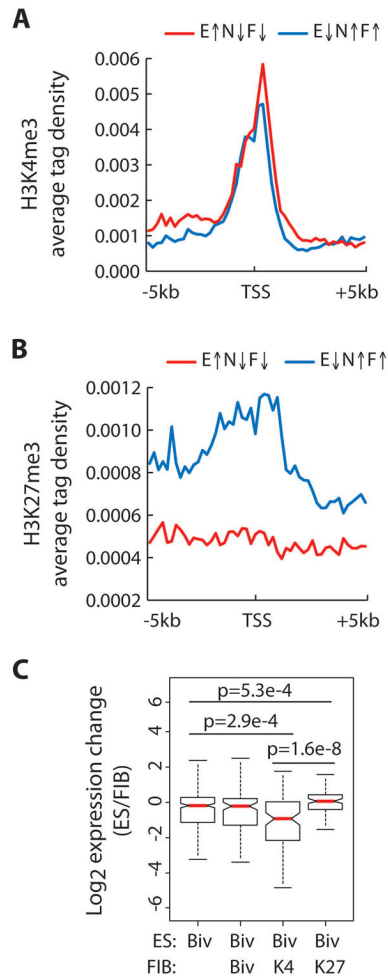 A
E↑N↓F↓ E↓N↑F↑
H3K4me3
average tag density
0.006
0.005
0.004
0.003
0.002
0.001
0.000
-5kb TSS +5kb
B
E↑N↓F↓ E↓N↑F↑
H3K27me3
average tag density
0.0012
0.0010
0.0008
0.0006
0.0004
0.0002
-5kb TSS +5kb
C
Log2 expression change
(ES/FIB)
6
4
2
0
-2
-4
-6
p=5.3e-4
p=2.9e-4
p=1.6e-8
ES: Biv Biv Biv Biv
FIB: Biv K4 K27